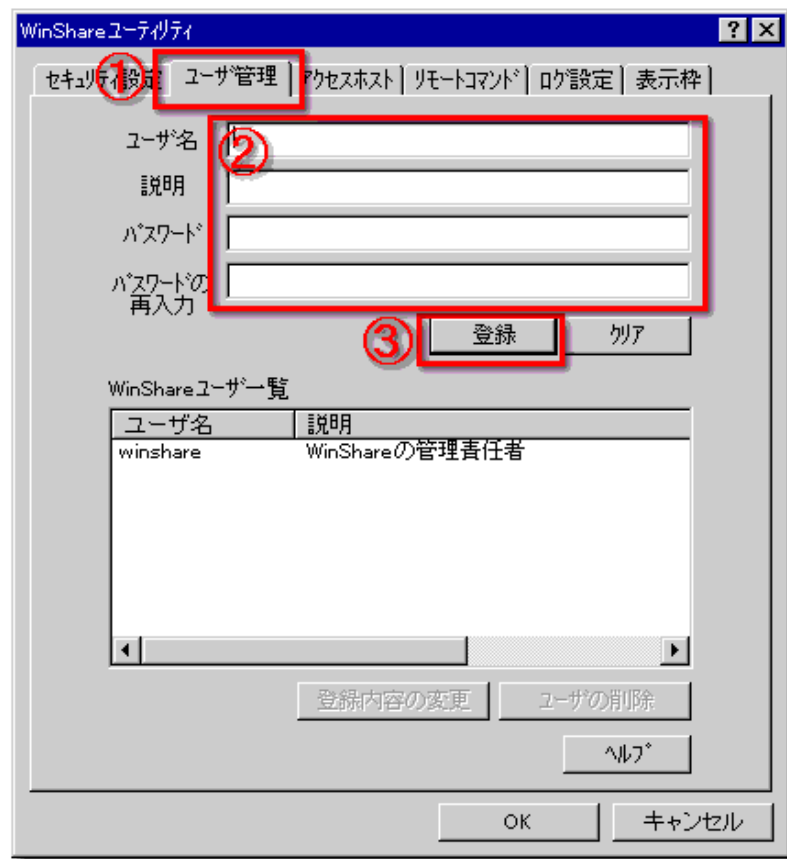 WinShareユーティリティ
① ②  ③
セキュリティ設定 ユーザ管理 アクセスホスト リモートコマンド ログ設定 表示枠
ユーザ名
説明
パスワード
パスワードの
再入力
登録 クリア
WinShareユーザ一覧
ユーザ名 説明
winshare WinShareの管理責任者
登録内容の変更 ユーザの削除
ヘルプ
OK キャンセル